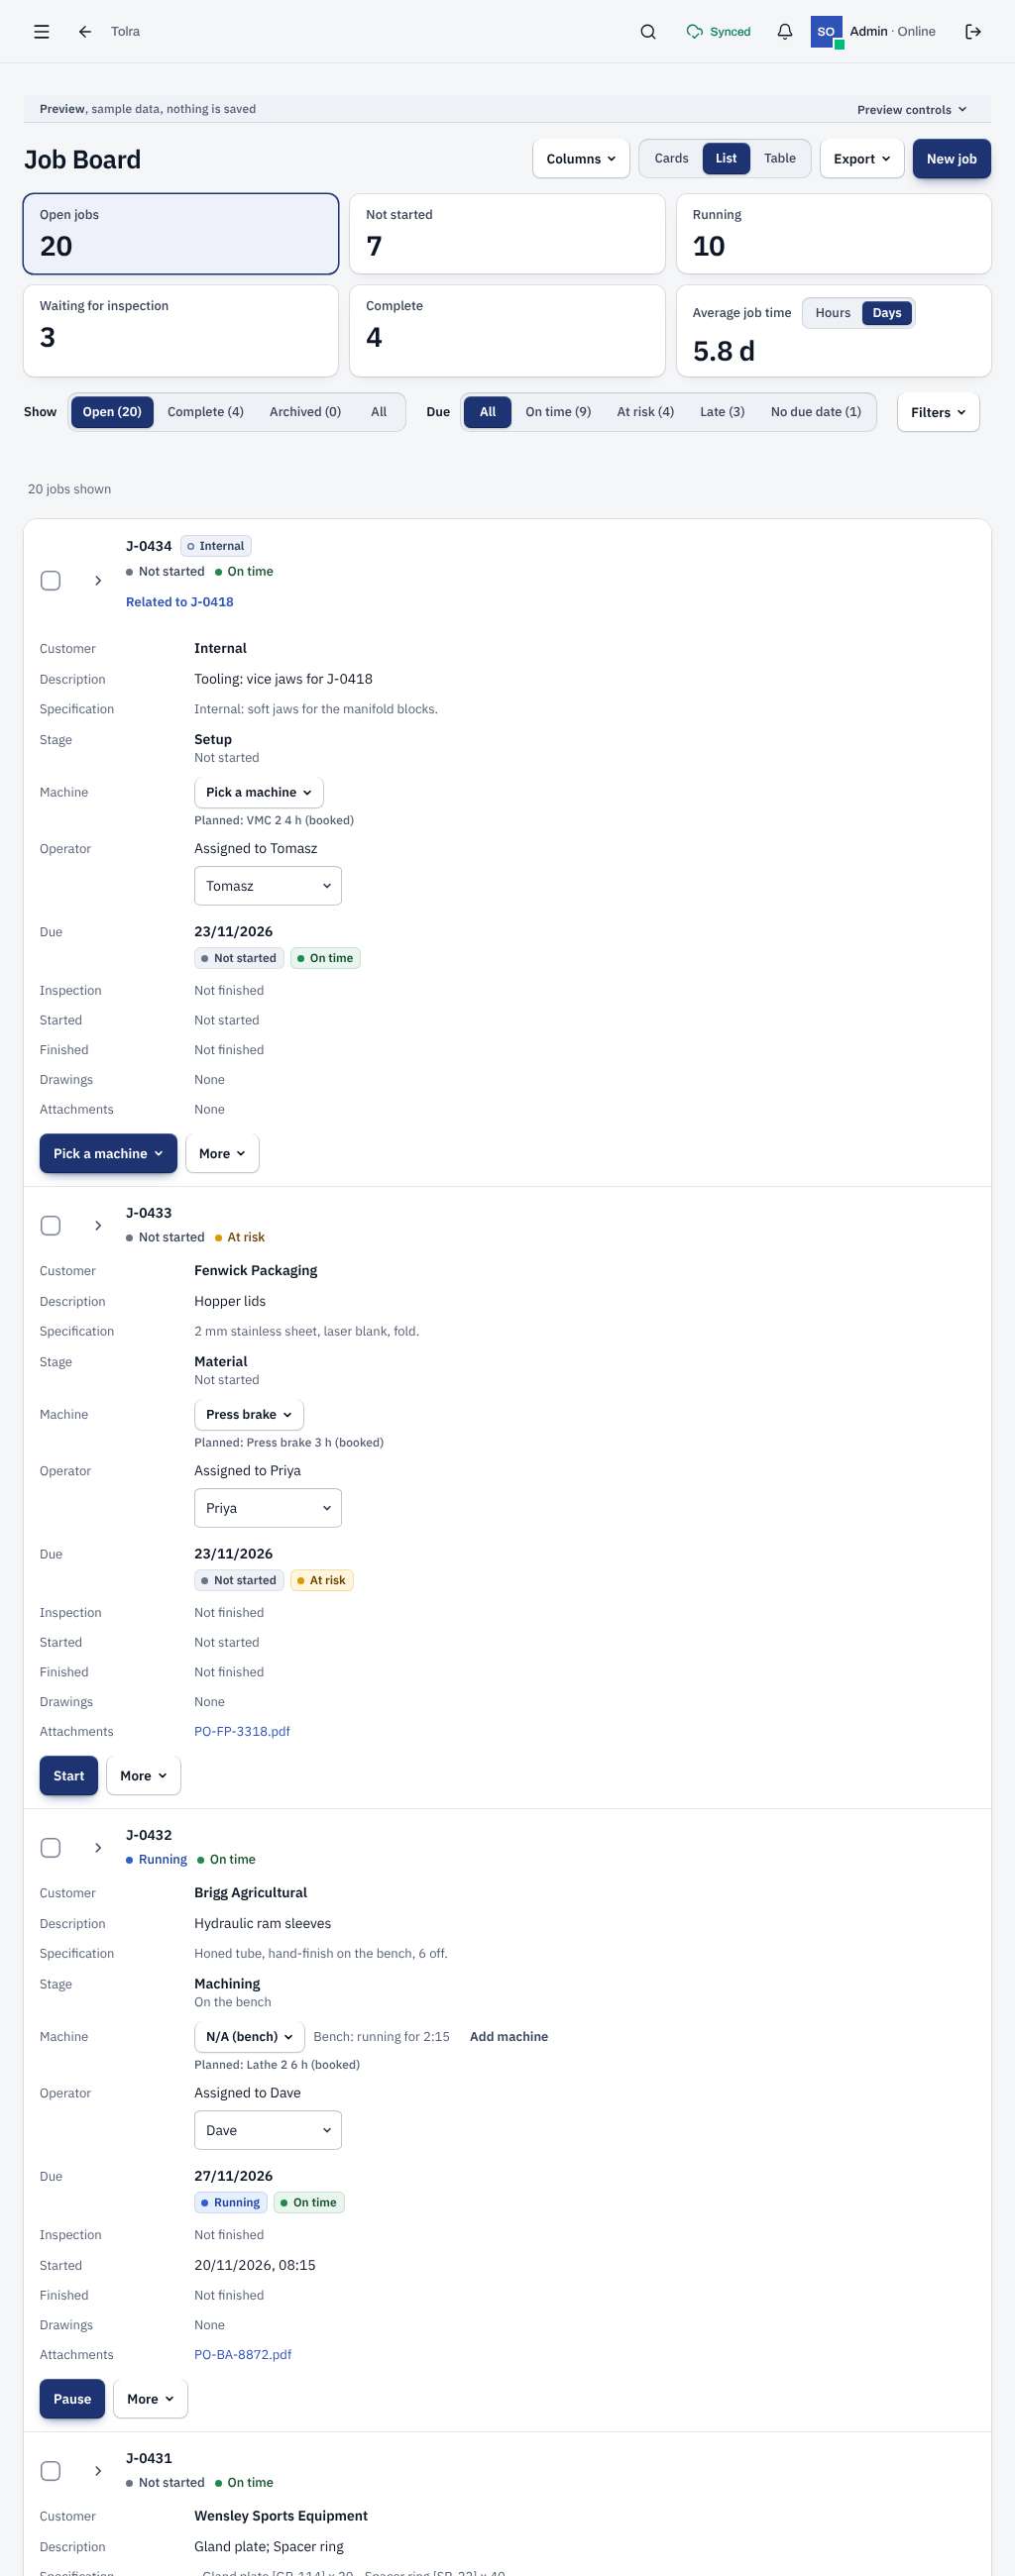 Tolra
Synced
SO
Admin · Online
Preview, sample data, nothing is saved
Preview controls
Job Board
Columns
Cards
List
Table
Export
New job
Open jobs
20
Not started
7
Running
10
Waiting for inspection
3
Complete
4
Average job time
Hours
Days
5.8 d
Show
Open (20)
Complete (4)
Archived (0)
All
Due
All
On time (9)
At risk (4)
Late (3)
No due date (1)
Filters
20 jobs shown
J-0434
Internal
Not started
On time
Related to J-0418
Customer
Internal
Description
Tooling: vice jaws for J-0418
Specification
Internal: soft jaws for the manifold blocks.
Stage
Setup
Not started
Machine
Pick a machine
Planned: VMC 2 4 h (booked)
Operator
Assigned to Tomasz
Tomasz
Due
23/11/2026
Not started
On time
Inspection
Not finished
Started
Not started
Finished
Not finished
Drawings
None
Attachments
None
Pick a machine
More
J-0433
Not started
At risk
Customer
Fenwick Packaging
Description
Hopper lids
Specification
2 mm stainless sheet, laser blank, fold.
Stage
Material
Not started
Machine
Press brake
Planned: Press brake 3 h (booked)
Operator
Assigned to Priya
Priya
Due
23/11/2026
Not started
At risk
Inspection
Not finished
Started
Not started
Finished
Not finished
Drawings
None
Attachments
PO-FP-3318.pdf
Start
More
J-0432
Running
On time
Customer
Brigg Agricultural
Description
Hydraulic ram sleeves
Specification
Honed tube, hand-finish on the bench, 6 off.
Stage
Machining
On the bench
Machine
N/A (bench)
Bench: running for 2:15
Add machine
Planned: Lathe 2 6 h (booked)
Operator
Assigned to Dave
Dave
Due
27/11/2026
Running
On time
Inspection
Not finished
Started
20/11/2026, 08:15
Finished
Not finished
Drawings
None
Attachments
PO-BA-8872.pdf
Pause
More
J-0431
Not started
On time
Customer
Wensley Sports Equipment
Description
Gland plate; Spacer ring